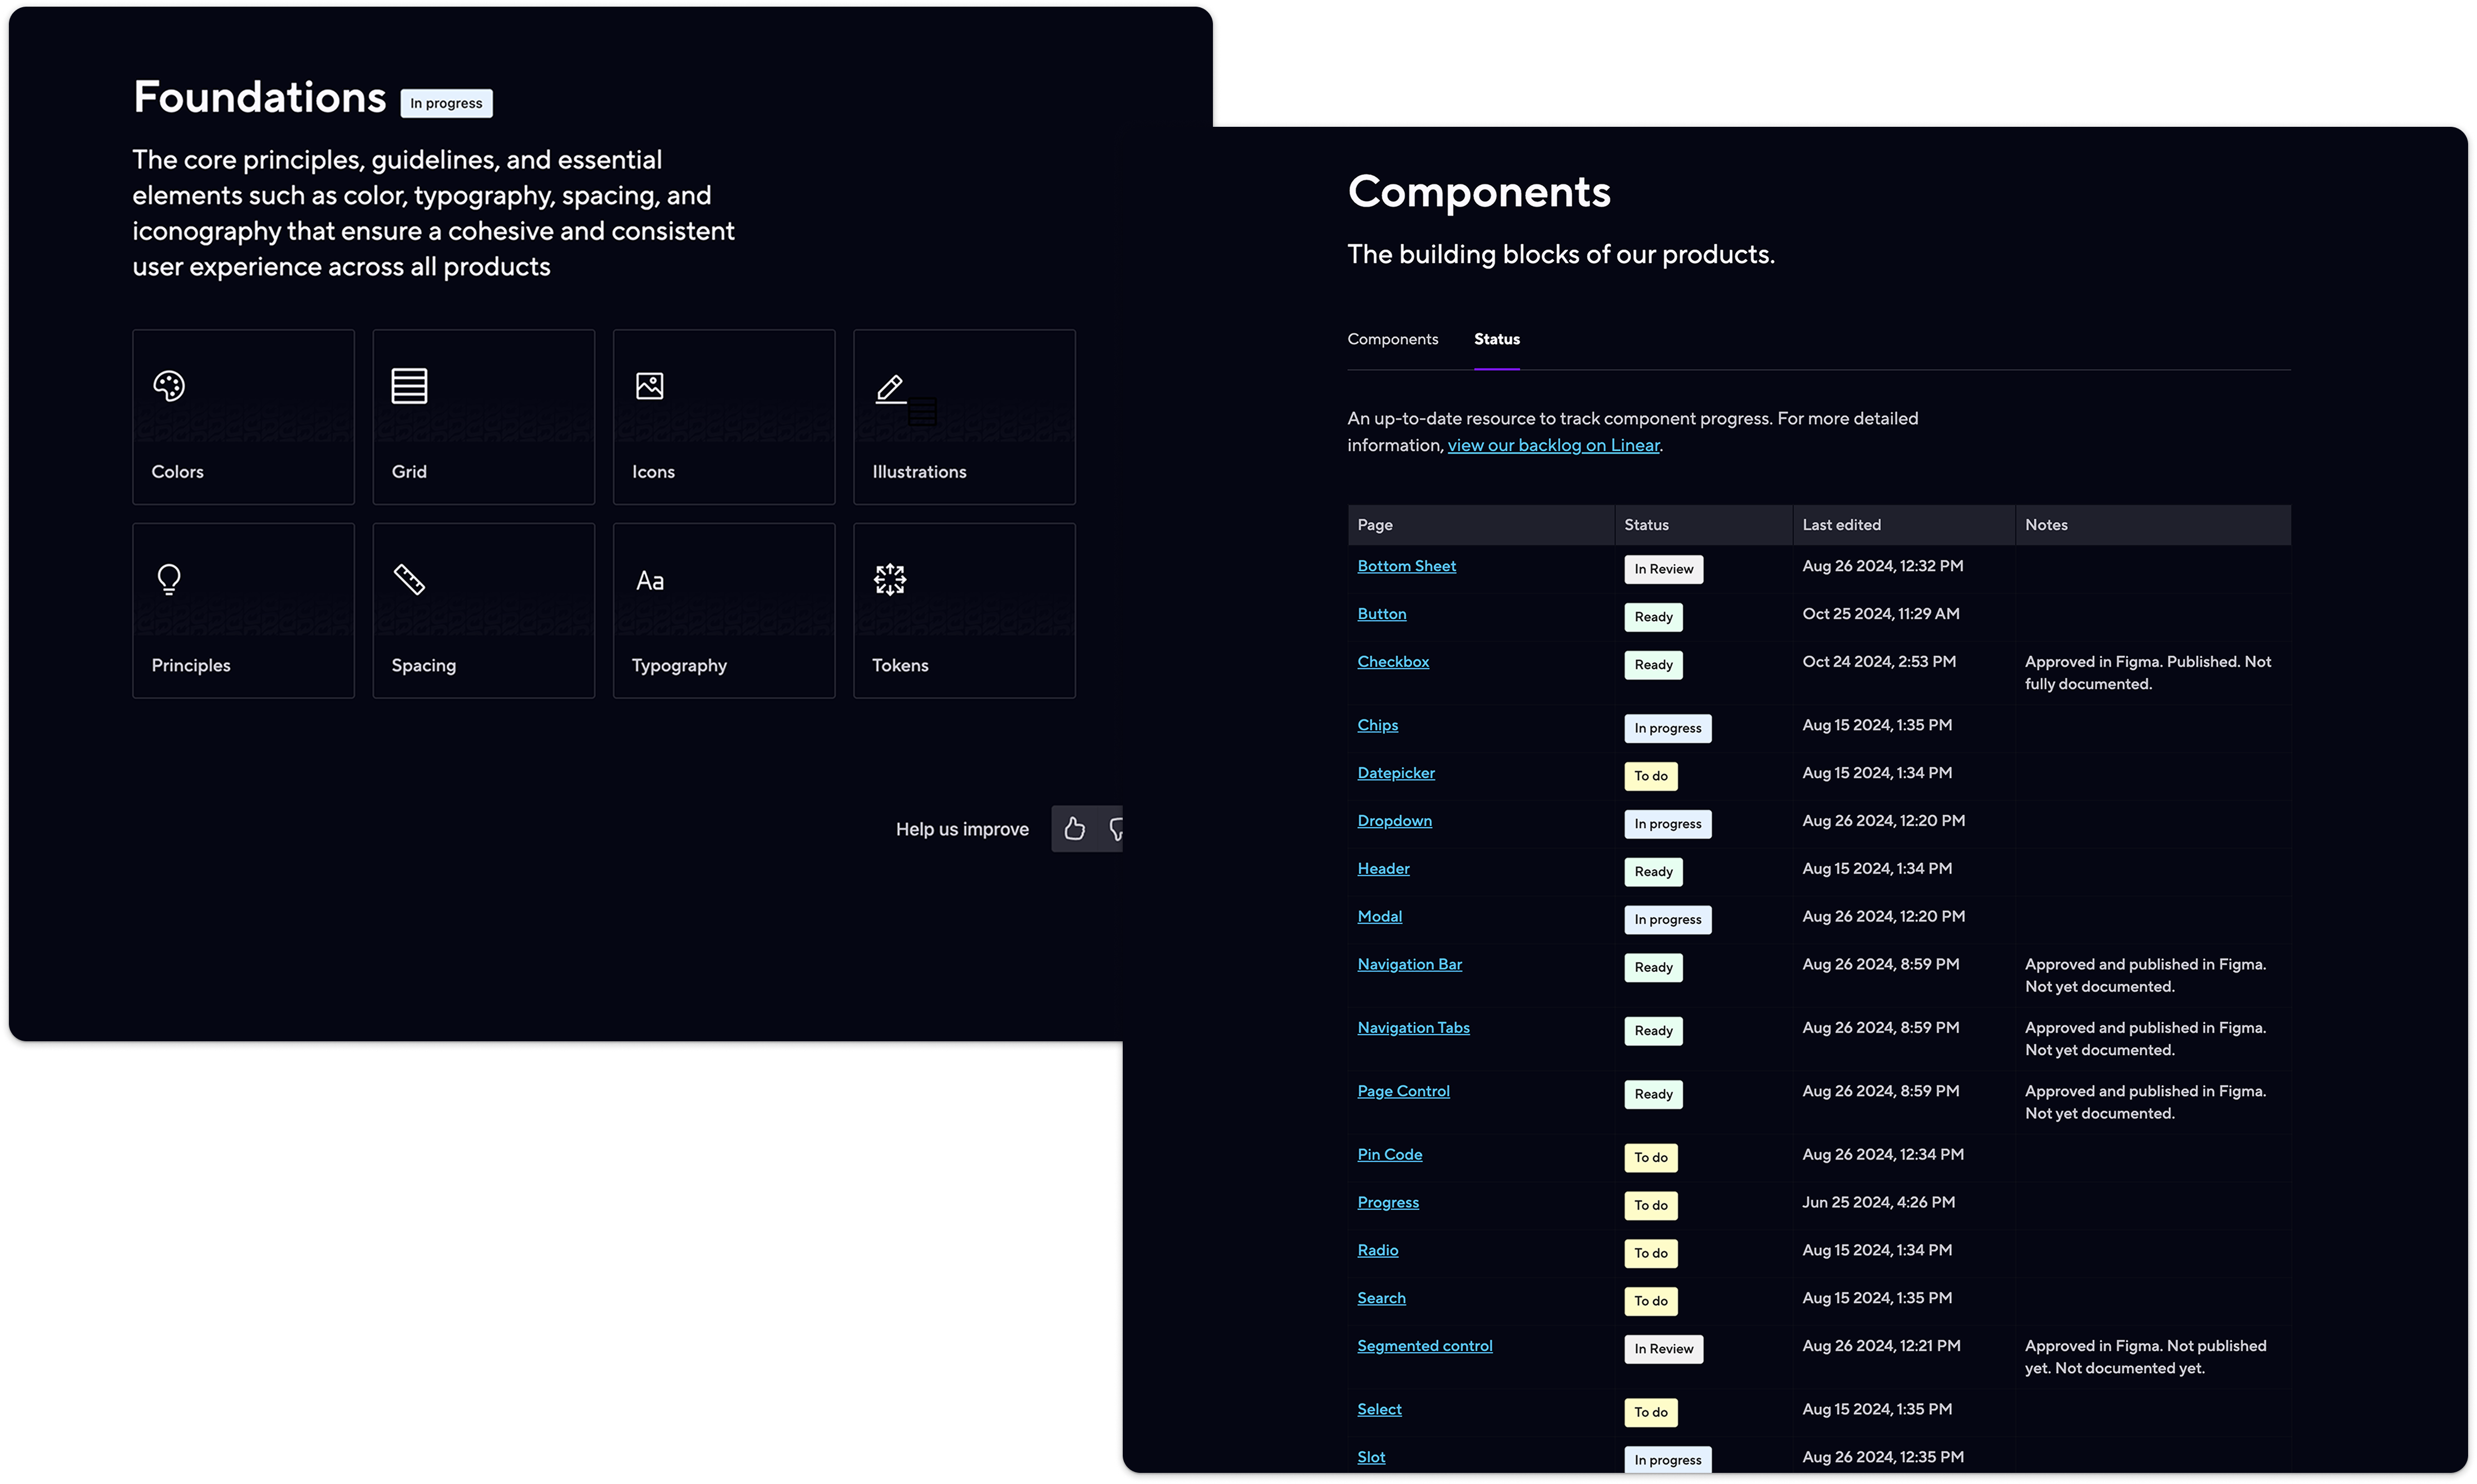 Foundations In progress
The core principles, guidelines, and essential
elements such as color, typography, spacing, and
iconography that ensure a cohesive and consistent
user experience across all products
Colors
Grid
Icons
Illustrations
Aa
Principles
Spacing
Typography
Tokens
Help us improve
Components
The building blocks of our products.
Components Status
An up-to-date resource to track component progress. For more detailed
information, view our backlog on Linear.
Page Status Last edited Notes
Bottom Sheet In Review Aug 26 2024, 12:32 PM
Button Ready Oct 25 2024, 11:29 AM
Checkbox Ready Oct 24 2024, 2:53 PM Approved in Figma. Published. Not
fully documented.
Chips In progress Aug 15 2024, 1:35 PM
Datepicker To do Aug 15 2024, 1:34 PM
Dropdown In progress Aug 26 2024, 12:20 PM
Header Ready Aug 15 2024, 1:34 PM
Modal In progress Aug 26 2024, 12:20 PM
Navigation Bar Ready Aug 26 2024, 8:59 PM Approved and published in Figma.
Not yet documented.
Navigation Tabs Ready Aug 26 2024, 8:59 PM Approved and published in Figma.
Not yet documented.
Page Control Ready Aug 26 2024, 8:59 PM Approved and published in Figma.
Not yet documented.
Pin Code To do Aug 26 2024, 12:34 PM
Progress To do Jun 25 2024, 4:26 PM
Radio To do Aug 15 2024, 1:34 PM
Search To do Aug 15 2024, 1:35 PM
Segmented control In Review Aug 26 2024, 12:21 PM Approved in Figma. Not published
yet. Not documented yet.
Select To do Aug 15 2024, 1:35 PM
Slot In progress Aug 26 2024, 12:35 PM